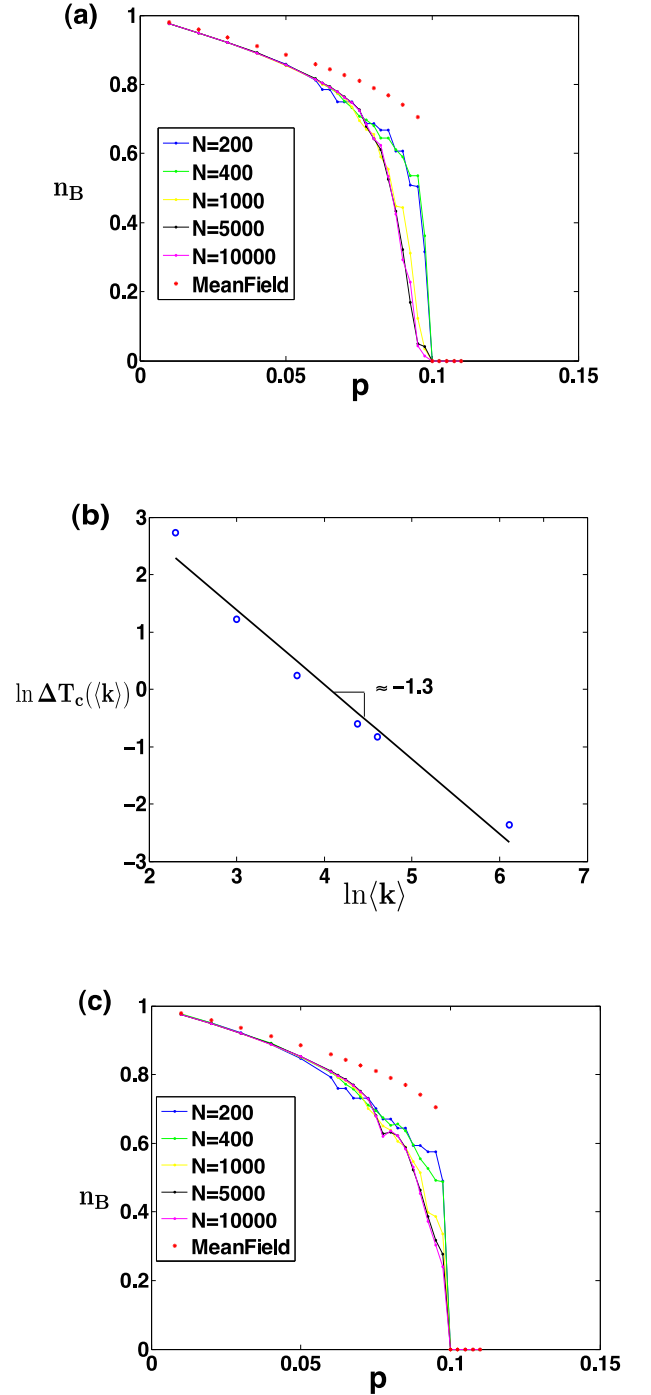 (a)
1
0.8
0.6
0.4
0.2
0
n_B
N=200
N=400
N=1000
N=5000
N=10000
MeanField
0
0.05
0.1
0.15
p
(b)
3
2
1
0
−1
−2
−3
ln ΔT_c(⟨k⟩)
≈ −1.3
2
3
4
5
6
7
ln⟨k⟩
(c)
1
0.8
0.6
0.4
0.2
0
n_B
N=200
N=400
N=1000
N=5000
N=10000
MeanField
0
0.05
0.1
0.15
p